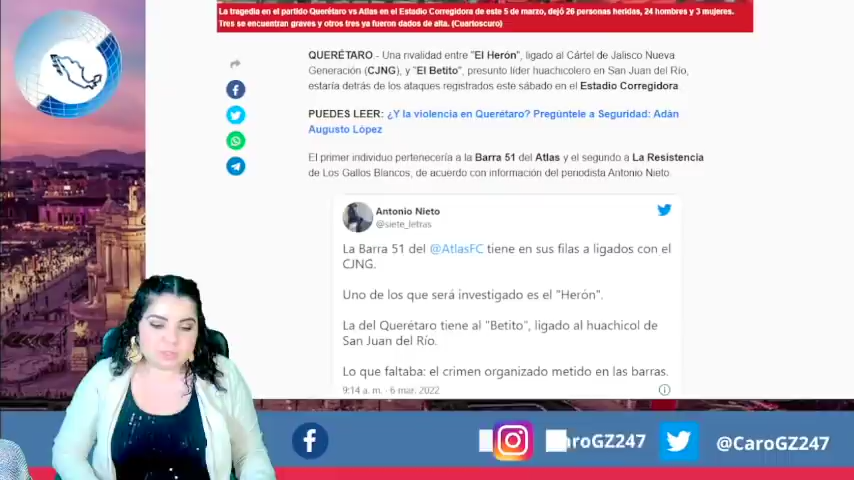 La tragedia en el partido Querétaro vs Atlas en el Estadio Corregidora de este 5 de marzo, dejó 26 personas heridas, 24 hombres y 3 mujeres.
Tres se encuentran graves y otros tres ya fueron dados de alta. (Cuartoscuro)
QUERÉTARO.- Una rivalidad entre "El Herón", ligado al Cártel de Jalisco Nueva
Generación (CJNG), y "El Betito", presunto líder huachicolero en San Juan del Río,
estaría detrás de los ataques registrados este sábado en el Estadio Corregidora.
PUEDES LEER: ¿Y la violencia en Querétaro? Pregúntele a Seguridad: Adán
Augusto López
El primer individuo pertenecería a la Barra 51 del Atlas y el segundo a La Resistencia
de Los Gallos Blancos, de acuerdo con información del periodista Antonio Nieto.
Antonio Nieto
@siete_letras
La Barra 51 del @AtlasFC tiene en sus filas a ligados con el
CJNG.
Uno de los que será investigado es el "Herón".
La del Querétaro tiene al "Betito", ligado al huachicol de
San Juan del Río.
Lo que faltaba: el crimen organizado metido en las barras.
9:14 a. m. · 6 mar. 2022
aroGZ247
@CaroGZ247